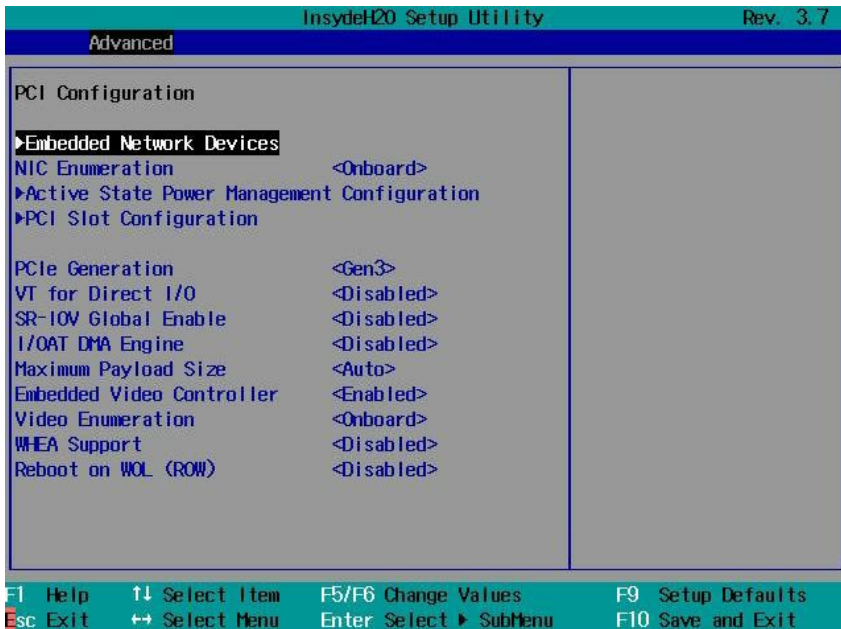 InsydeH20 Setup Utility Rev. 3.7
Advanced
PCI Configuration
▶Embedded Network Devices
NIC Enumeration <Onboard>
▶Active State Power Management Configuration
▶PCI Slot Configuration
PCIe Generation <Gen3>
VT for Direct I/O <Disabled>
SR-IOV Global Enable <Disabled>
I/OAT DMA Engine <Disabled>
Maximum Payload Size <Auto>
Embedded Video Controller <Enabled>
Video Enumeration <Onboard>
WHEA Support <Disabled>
Reboot on WOL (ROW) <Disabled>
F1 Help ↑↓ Select Item F5/F6 Change Values F9 Setup Defaults
Esc Exit ↔ Select Menu Enter Select ▶ SubMenu F10 Save and Exit